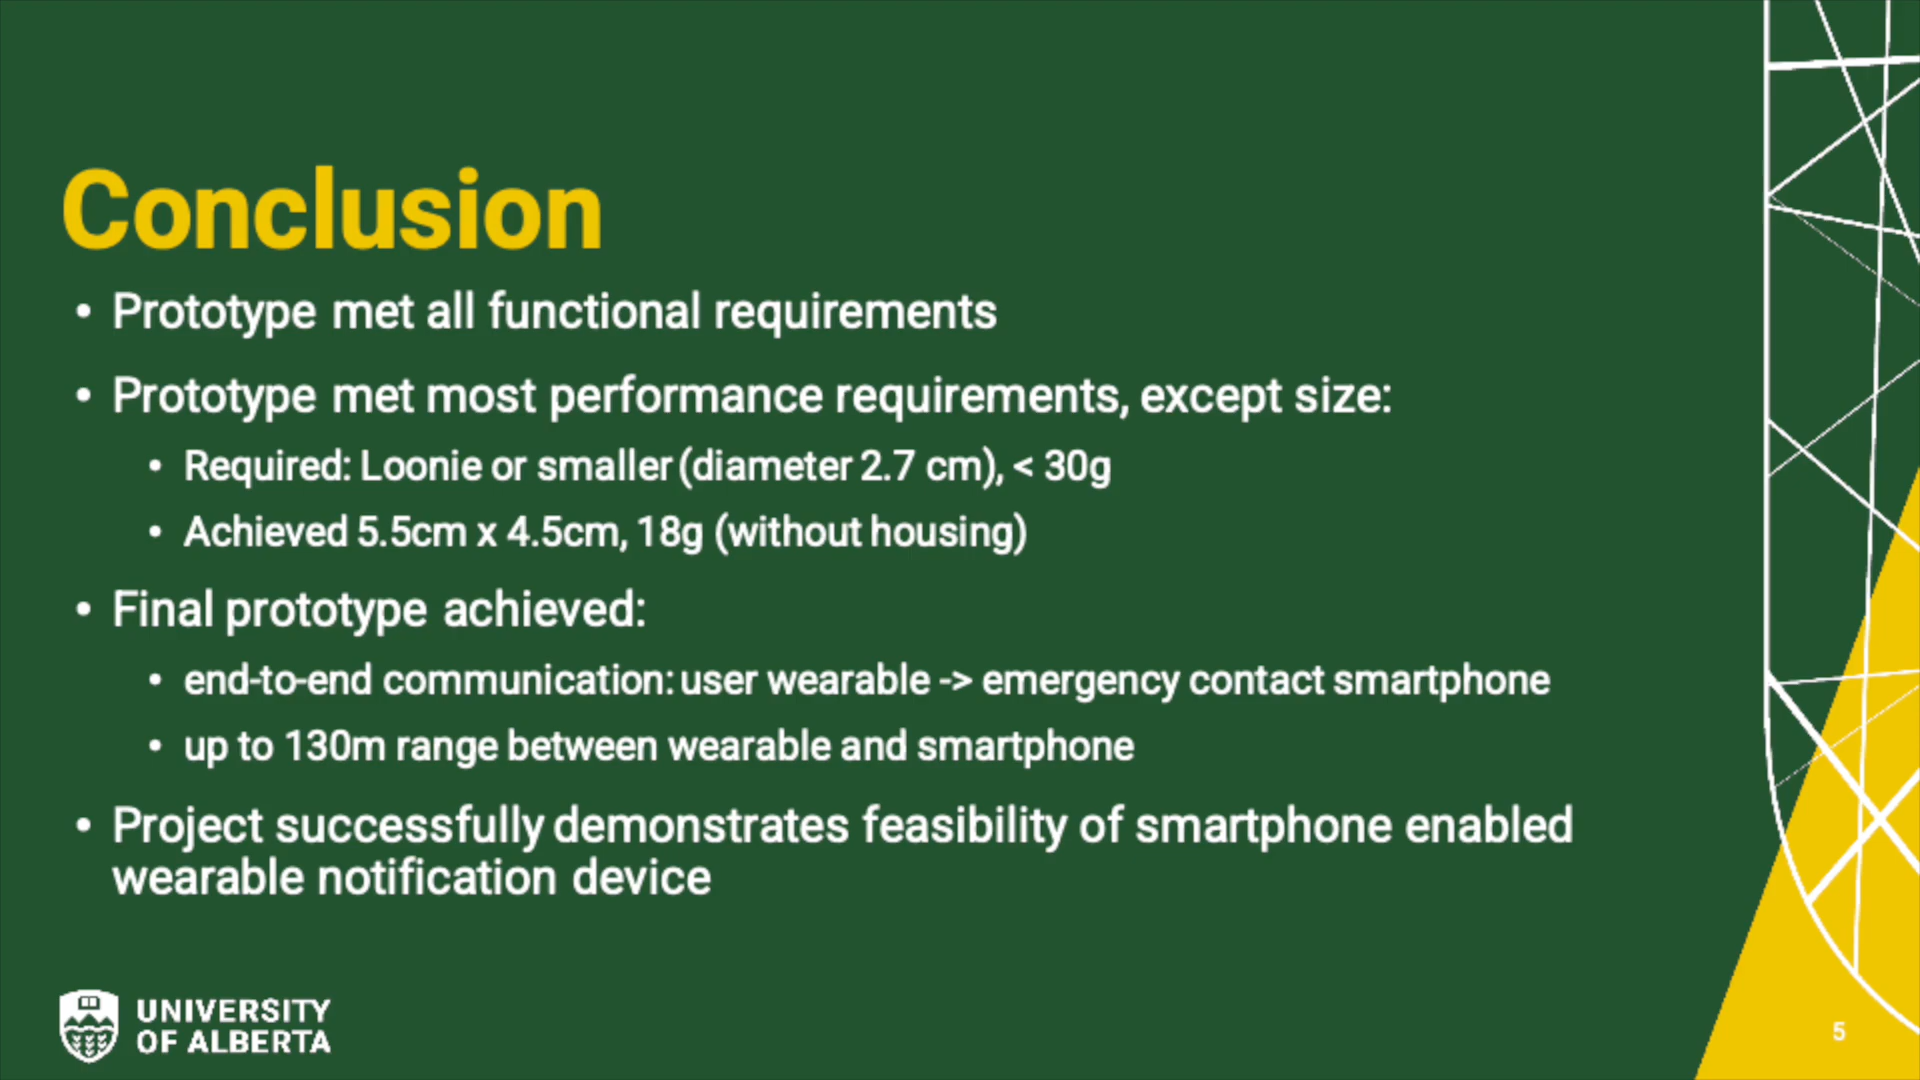 Conclusion
• Prototype met all functional requirements
• Prototype met most performance requirements, except size:
• Required: Loonie or smaller (diameter 2.7 cm), < 30g
• Achieved 5.5cm x 4.5cm, 18g (without housing)
• Final prototype achieved:
• end-to-end communication: user wearable -> emergency contact smartphone
• up to 130m range between wearable and smartphone
• Project successfully demonstrates feasibility of smartphone enabled
wearable notification device
UNIVERSITY
OF ALBERTA
5